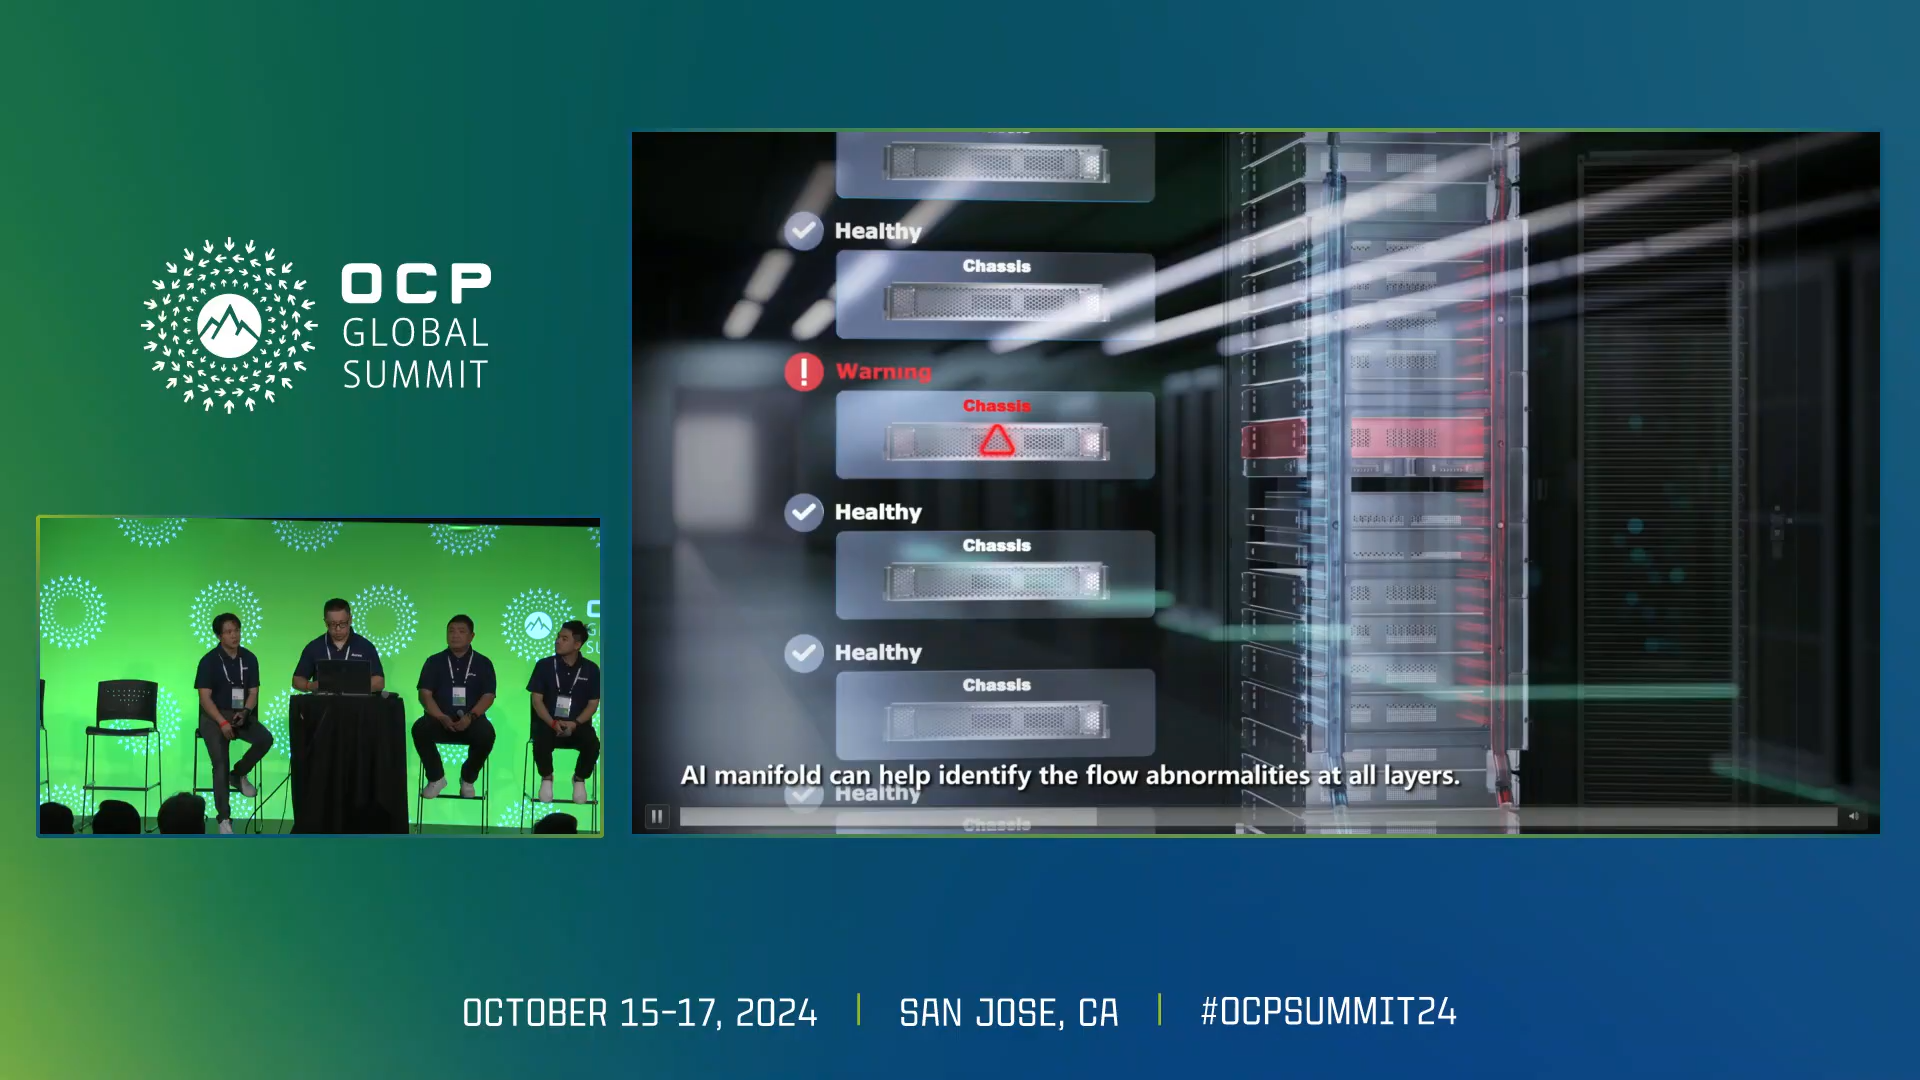 OCP
GLOBAL
SUMMIT
Healthy
Chassis
Warning
Chassis
Healthy
Chassis
Healthy
Chassis
AI manifold can help identify the flow abnormalities at all layers.
Healthy
Chassis
OCTOBER 15-17, 2024 | SAN JOSE, CA | #OCPSUMMIT24